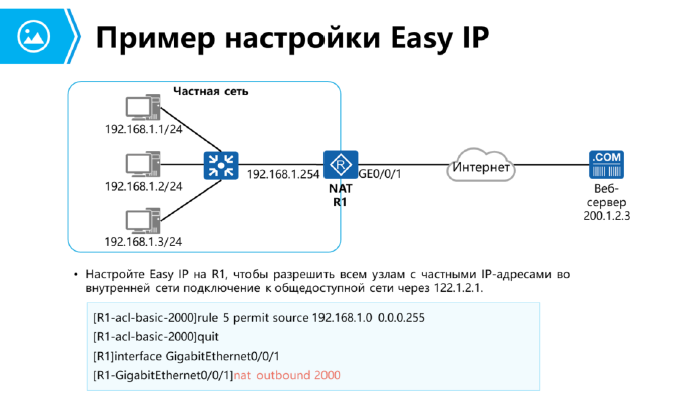 Пример настройки Easy IP
Частная сеть
192.168.1.1/24
192.168.1.2/24
192.168.1.3/24
192.168.1.254
R
NAT
R1
GE0/0/1
Интернет
.COM
Веб-
сервер
200.1.2.3
• Настройте Easy IP на R1, чтобы разрешить всем узлам с частными IP-адресами во
внутренней сети подключение к общедоступной сети через 122.1.2.1.
[R1-acl-basic-2000]rule 5 permit source 192.168.1.0 0.0.0.255
[R1-acl-basic-2000]quit
[R1]interface GigabitEthernet0/0/1
[R1-GigabitEthernet0/0/1]nat outbound 2000